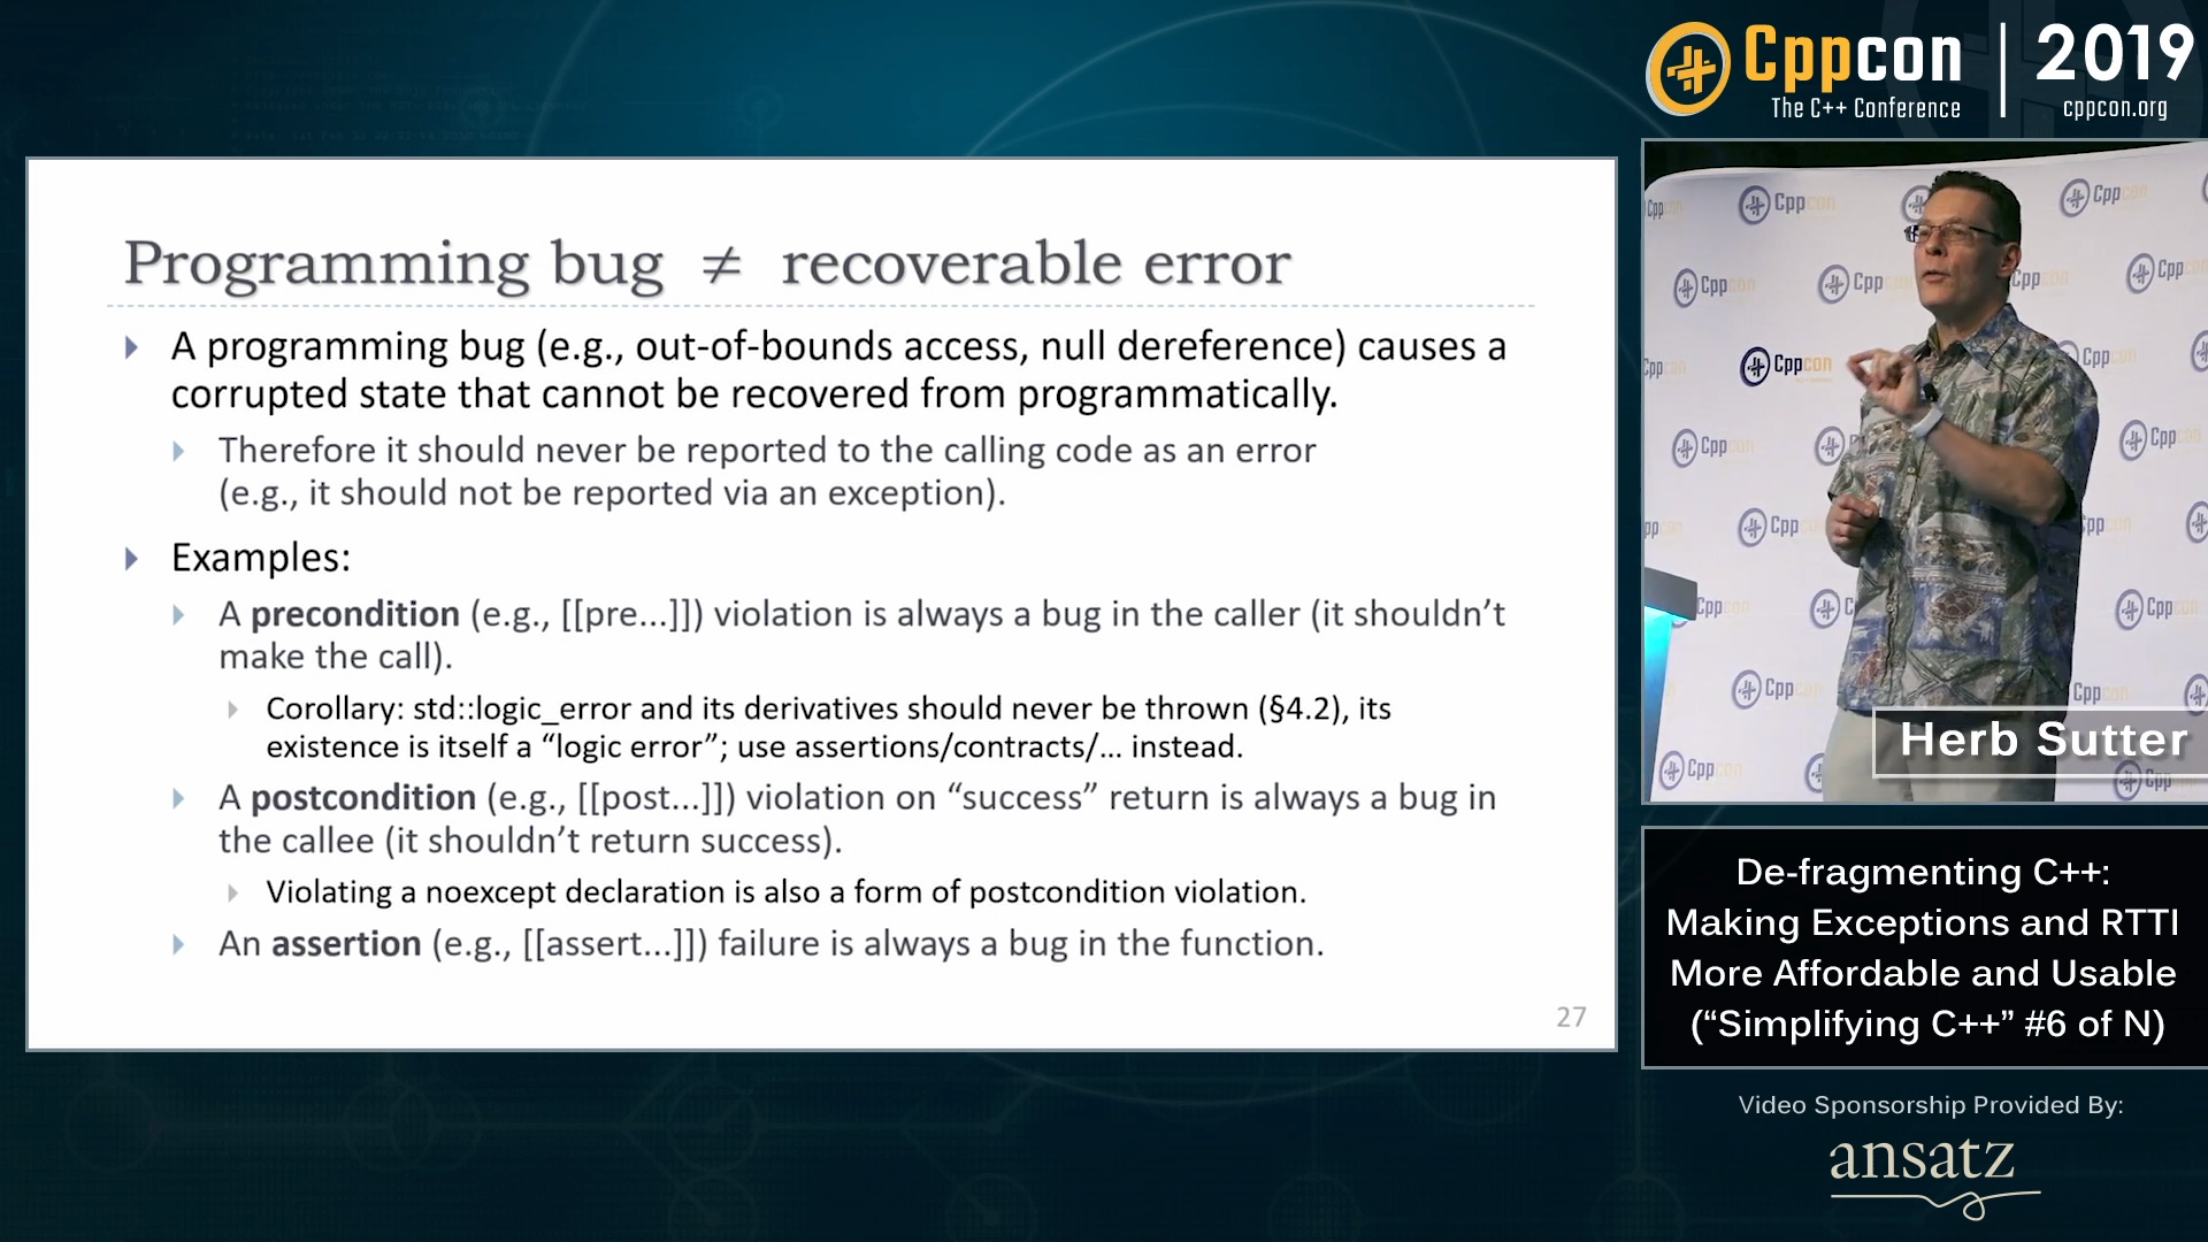 Cppcon
The C++ Conference
2019
cppcon.org
Programming bug ≠ recoverable error
A programming bug (e.g., out-of-bounds access, null dereference) causes a
corrupted state that cannot be recovered from programmatically.
Therefore it should never be reported to the calling code as an error
(e.g., it should not be reported via an exception).
Examples:
A precondition (e.g., [[pre...]]) violation is always a bug in the caller (it shouldn’t
make the call).
Corollary: std::logic_error and its derivatives should never be thrown (§4.2), its
existence is itself a “logic error”; use assertions/contracts/... instead.
A postcondition (e.g., [[post...]]) violation on “success” return is always a bug in
the callee (it shouldn’t return success).
Violating a noexcept declaration is also a form of postcondition violation.
An assertion (e.g., [[assert...]]) failure is always a bug in the function.
27
Cppcon
Herb Sutter
De-fragmenting C++:
Making Exceptions and RTTI
More Affordable and Usable
(“Simplifying C++” #6 of N)
Video Sponsorship Provided By:
ansatz